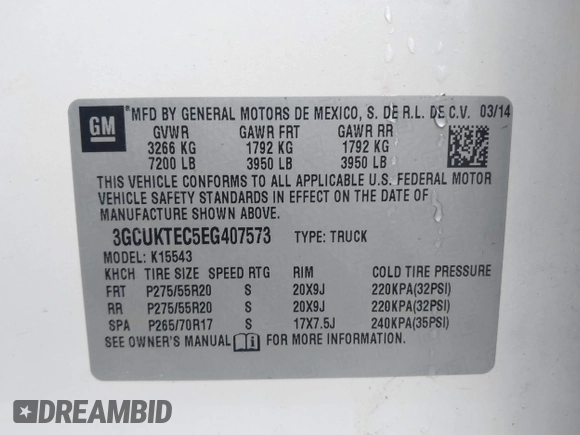 GM
*MFD BY GENERAL MOTORS DE MEXICO, S. DE R.L. DE C.V. 03/14
GVWR GAWR FRT GAWR RR
3266 KG 1792 KG 1792 KG
7200 LB 3950 LB 3950 LB
THIS VEHICLE CONFORMS TO ALL APPLICABLE U.S. FEDERAL MOTOR
VEHICLE SAFETY STANDARDS IN EFFECT ON THE DATE OF
MANUFACTURE SHOWN ABOVE.
3GCUKTEC5EG407573 TYPE: TRUCK
MODEL: K15543
KHCH TIRE SIZE SPEED RTG RIM COLD TIRE PRESSURE
FRT P275/55R20 S 20X9J 220KPA(32PSI)
RR P275/55R20 S 20X9J 220KPA(32PSI)
SPA P265/70R17 S 17X7.5J 240KPA(35PSI)
SEE OWNER'S MANUAL FOR MORE INFORMATION.
DREAMBID